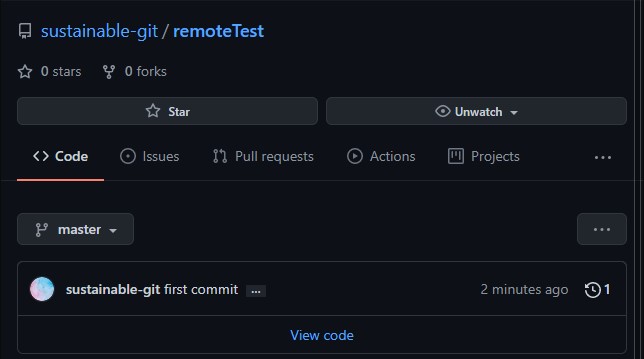 sustainable-git / remoteTest
0 stars 0 forks
Star Unwatch
Code Issues Pull requests Actions Projects ...
master ...
sustainable-git first commit ... 2 minutes ago 1
View code